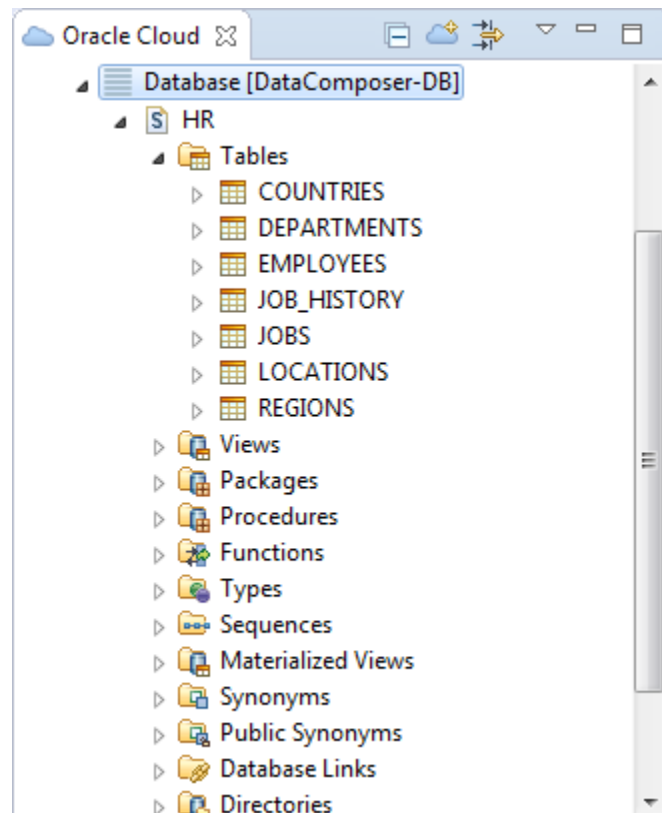 Oracle Cloud
Database [DataComposer-DB]
S HR
Tables
COUNTRIES
DEPARTMENTS
EMPLOYEES
JOB_HISTORY
JOBS
LOCATIONS
REGIONS
Views
Packages
Procedures
Functions
Types
Sequences
Materialized Views
Synonyms
Public Synonyms
Database Links
Directories